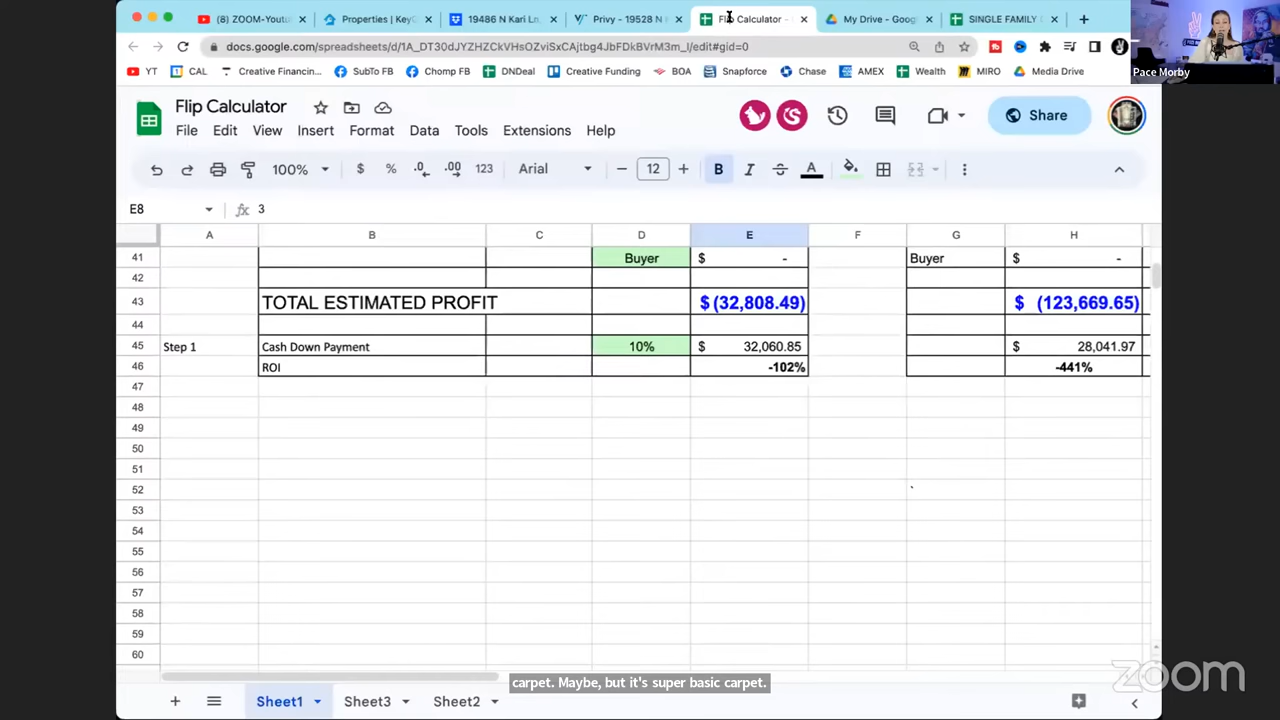 (8) ZOOM-Youtu
Properties | KeyG
19486 N Kari Ln,
Privy - 19528 N
Calculator -
My Drive - Goog
SINGLE FAMILY
docs.google.com/spreadsheets/d/1A_DT30dJYZHZCkVHsOZviSxCAjtbg4JbFDkBVrM3m_I/edit#gid=0
YT
CAL
Creative Financin...
SubTo FB
Chomp FB
DNDeal
Creative Funding
BOA
Snapforce
Chase
AMEX
Wealth
MIRO
Media Drive
Pace Morby
Flip Calculator
Share
File Edit View Insert Format Data Tools Extensions Help
100% $ % .0 .00 123 Arial 12 B I S A
E8 fx 3
A B C D E F G H
41 Buyer $ - Buyer $ -
42
43 TOTAL ESTIMATED PROFIT $ (32,808.49) $ (123,669.65)
44
45 Step 1 Cash Down Payment 10% $ 32,060.85 $ 28,041.97
46 ROI -102% -441%
47
48
49
50
51
52 `
53
54
55
56
57
58
59
60
carpet. Maybe, but it's super basic carpet.
Sheet1 Sheet3 Sheet2
zoom